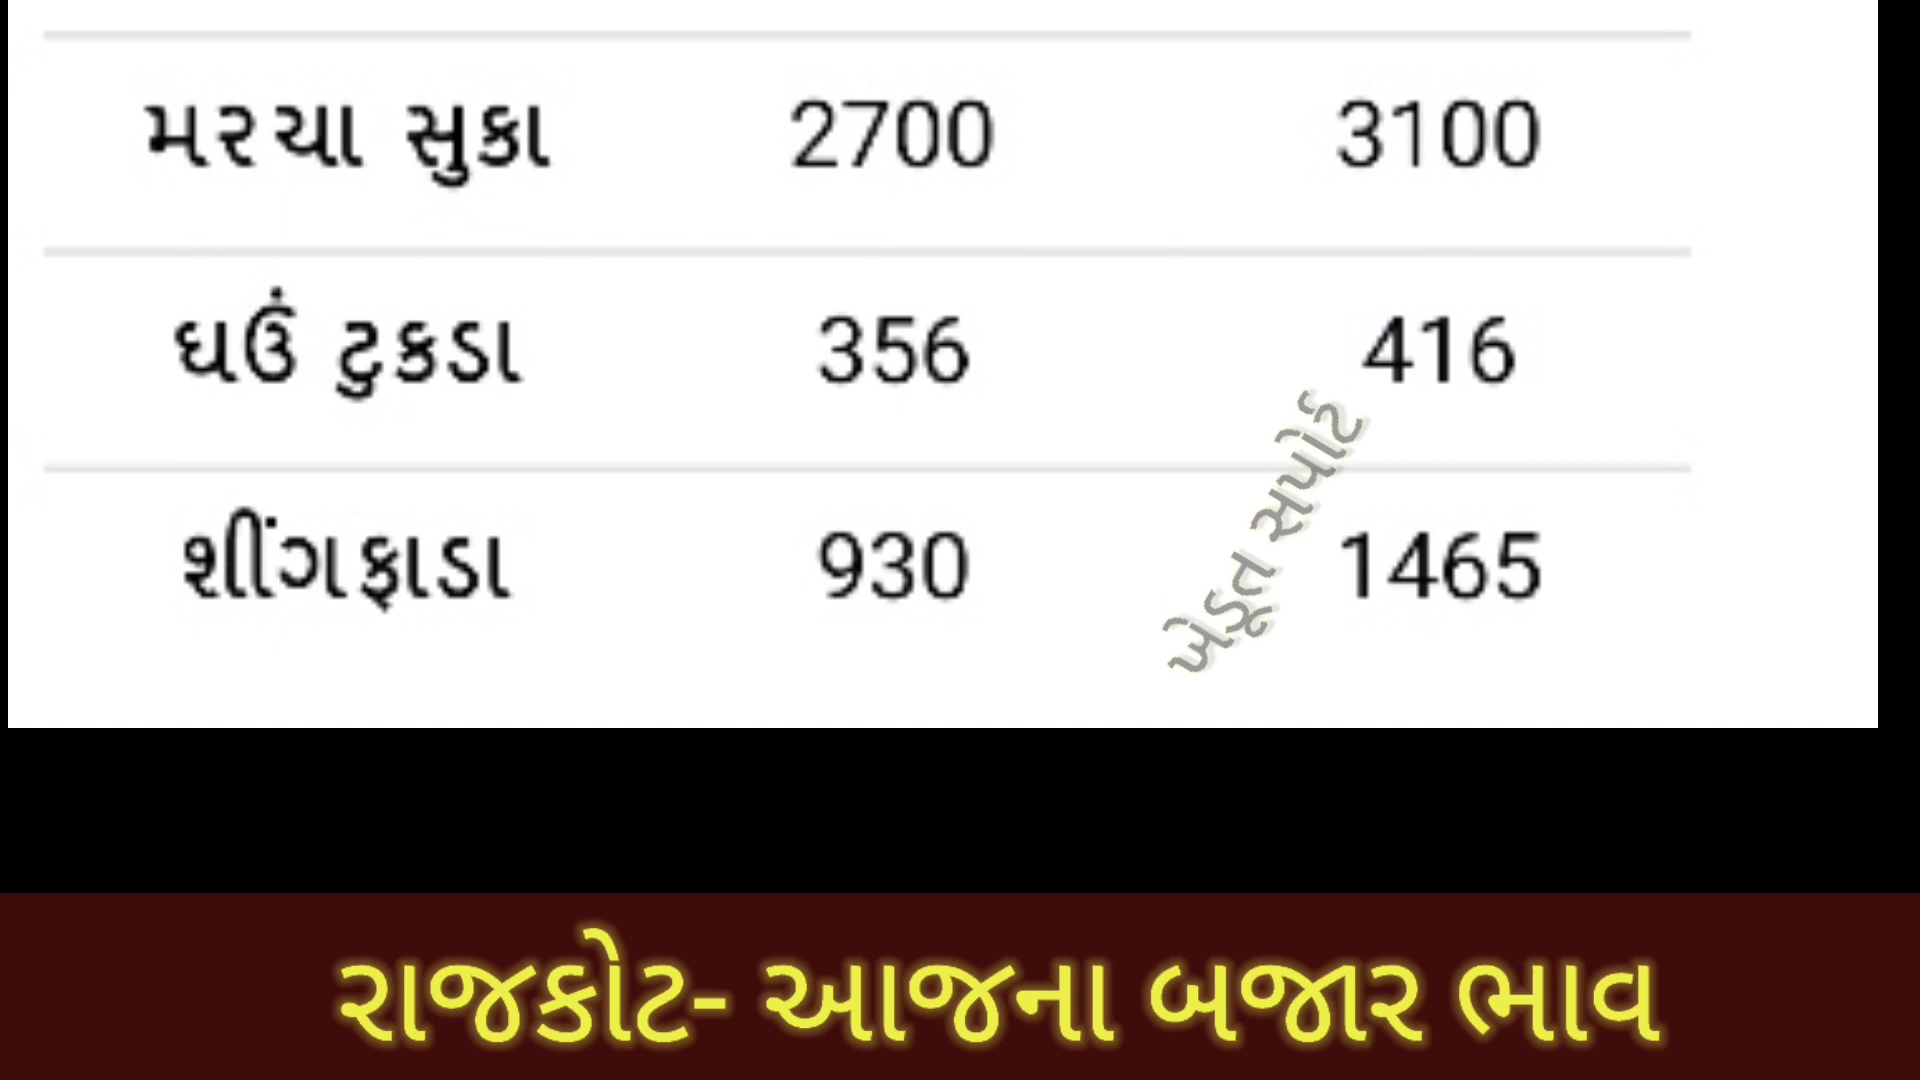 મરચા સુકા 2700 3100
ઘઉં ટુકડા 356 416
શીંગફાડા 930 1465
ખેડૂત સપોર્ટ
રાજકોટ- આજના બજાર ભાવ